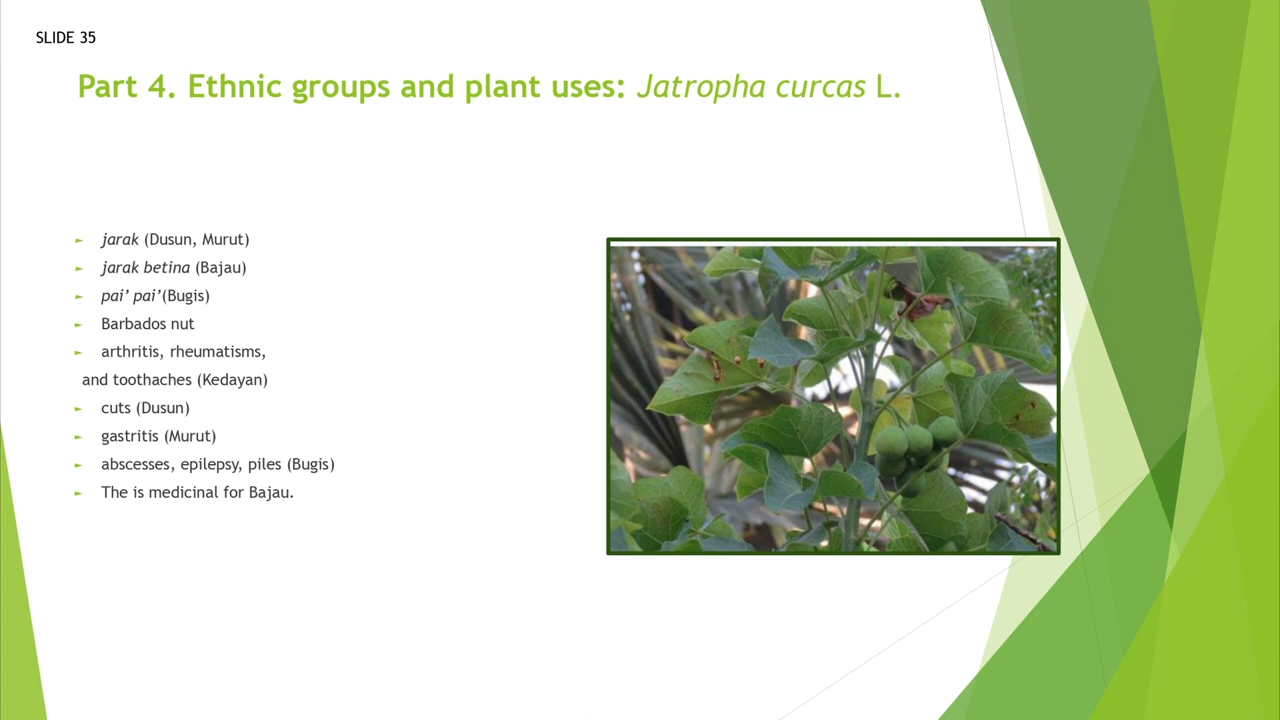 SLIDE 35
Part 4. Ethnic groups and plant uses: Jatropha curcas L.
► jarak (Dusun, Murut)
► jarak betina (Bajau)
► pai’ pai’(Bugis)
► Barbados nut
► arthritis, rheumatisms,
and toothaches (Kedayan)
► cuts (Dusun)
► gastritis (Murut)
► abscesses, epilepsy, piles (Bugis)
► The is medicinal for Bajau.